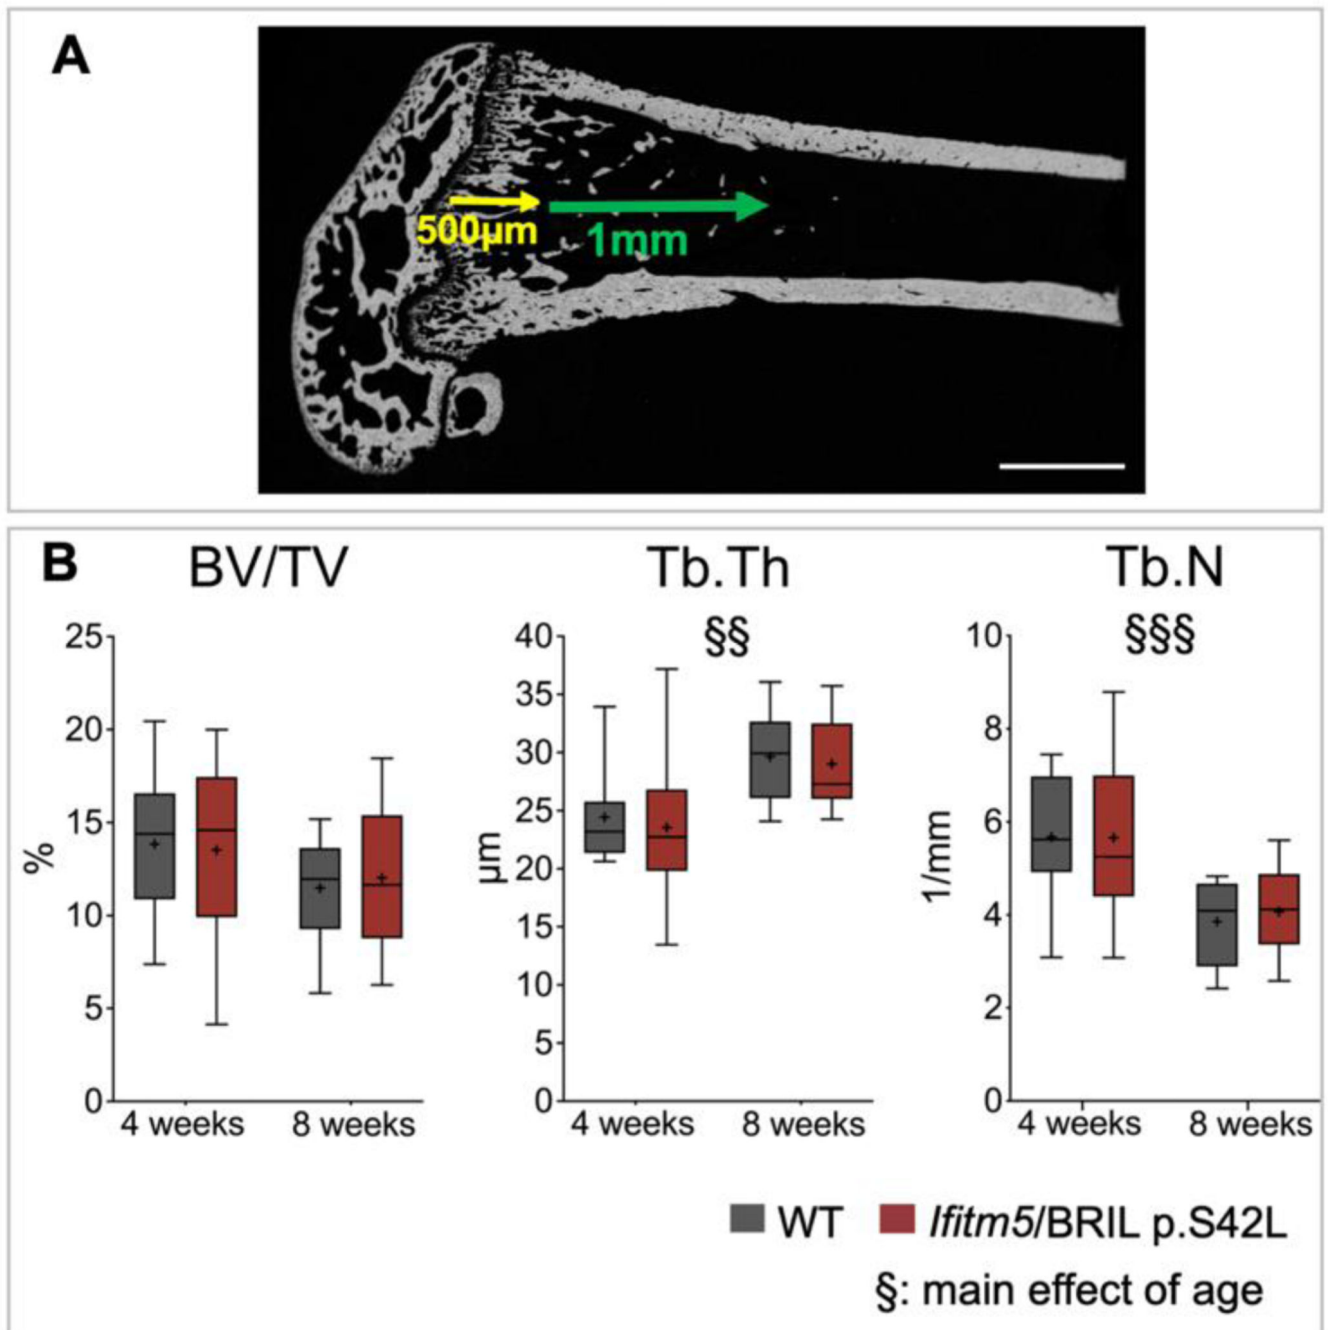 A
500µm
1mm
B
BV/TV
Tb.Th
Tb.N
§§
§§§
25
20
15
10
5
0
%
4 weeks
8 weeks
40
35
30
25
20
15
10
5
0
µm
4 weeks
8 weeks
10
8
6
4
2
0
1/mm
4 weeks
8 weeks
WT
Ifitm5/BRIL p.S42L
§: main effect of age